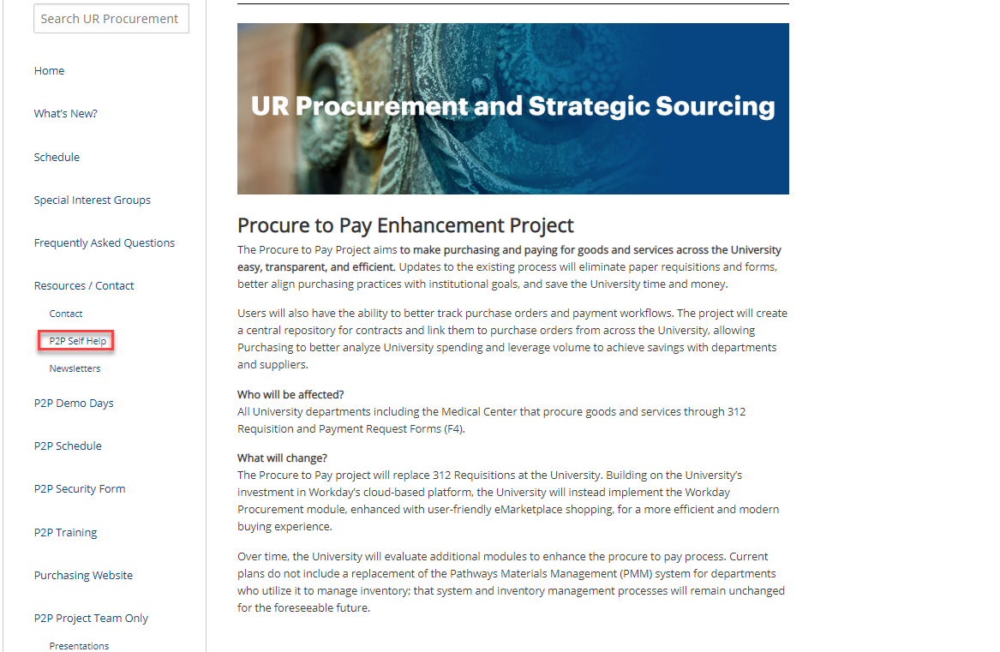 Search UR Procurement
Home
What's New?
Schedule
Special Interest Groups
Frequently Asked Questions
Resources / Contact
Contact
P2P Self Help
Newsletters
P2P Demo Days
P2P Schedule
P2P Security Form
P2P Training
Purchasing Website
P2P Project Team Only
Presentations
UR Procurement and Strategic Sourcing
Procure to Pay Enhancement Project
The Procure to Pay Project aims to make purchasing and paying for goods and services across the University
easy, transparent, and efficient. Updates to the existing process will eliminate paper requisitions and forms,
better align purchasing practices with institutional goals, and save the University time and money.
Users will also have the ability to better track purchase orders and payment workflows. The project will create
a central repository for contracts and link them to purchase orders from across the University, allowing
Purchasing to better analyze University spending and leverage volume to achieve savings with departments
and suppliers.
Who will be affected?
All University departments including the Medical Center that procure goods and services through 312
Requisition and Payment Request Forms (F4).
What will change?
The Procure to Pay project will replace 312 Requisitions at the University. Building on the University's
investment in Workday's cloud-based platform, the University will instead implement the Workday
Procurement module, enhanced with user-friendly eMarketplace shopping, for a more efficient and modern
buying experience.
Over time, the University will evaluate additional modules to enhance the procure to pay process. Current
plans do not include a replacement of the Pathways Materials Management (PMM) system for departments
who utilize it to manage inventory; that system and inventory management processes will remain unchanged
for the foreseeable future.